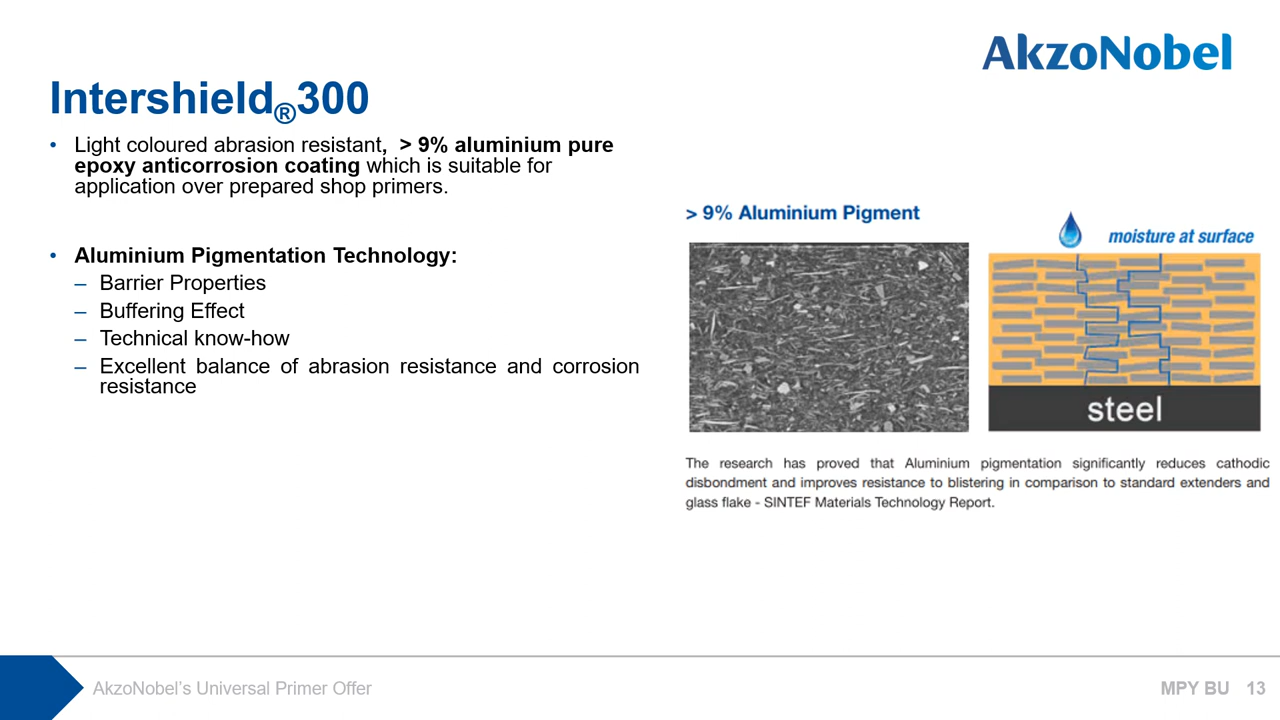 AkzoNobel
Intershield®300
• Light coloured abrasion resistant, > 9% aluminium pure
epoxy anticorrosion coating which is suitable for
application over prepared shop primers.
• Aluminium Pigmentation Technology:
– Barrier Properties
– Buffering Effect
– Technical know-how
– Excellent balance of abrasion resistance and corrosion
resistance
> 9% Aluminium Pigment
moisture at surface
steel
The research has proved that Aluminium pigmentation significantly reduces cathodic
disbondment and improves resistance to blistering in comparison to standard extenders and
glass flake - SINTEF Materials Technology Report.
AkzoNobel’s Universal Primer Offer
MPY BU 13